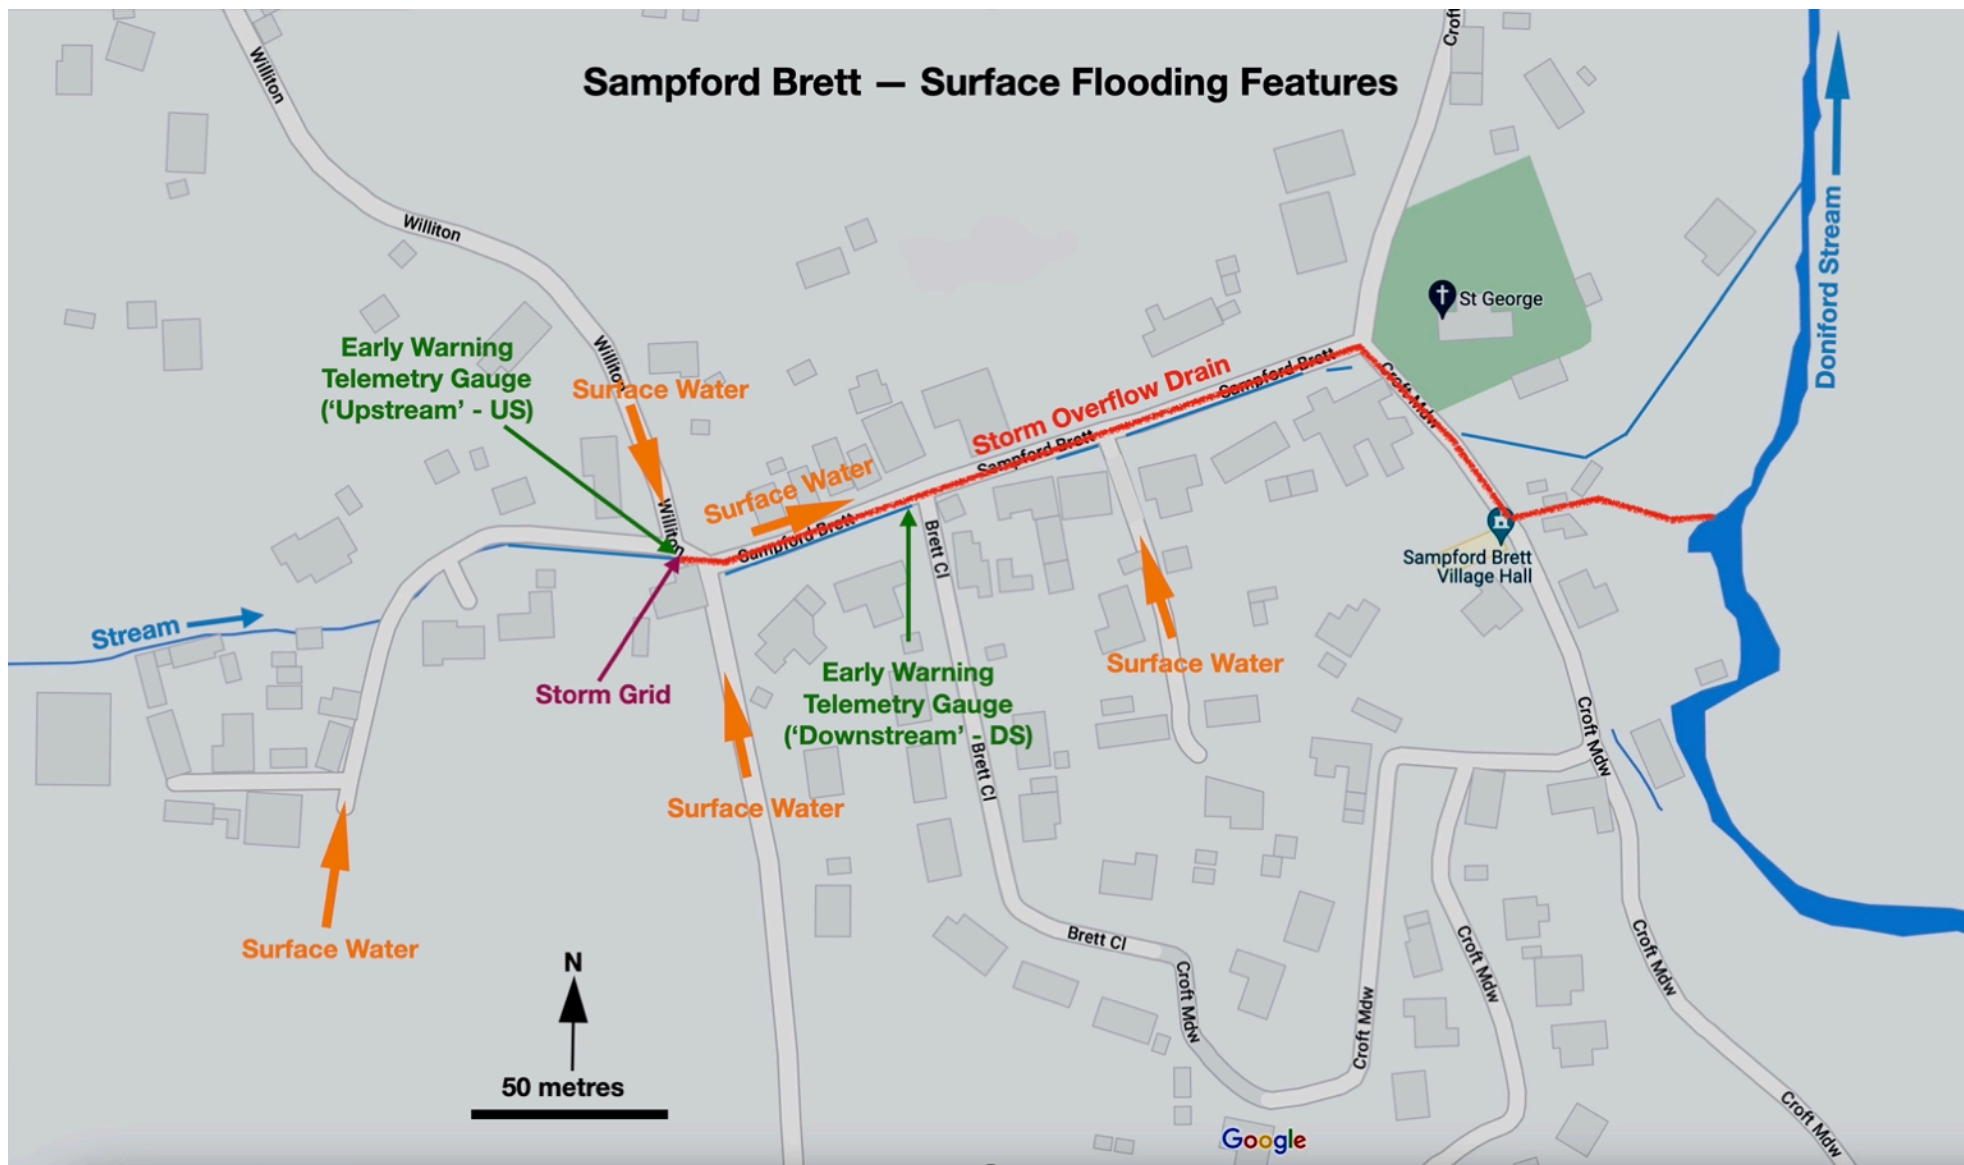 Sampford Brett — Surface Flooding Features
Croft
Williton
Williton
Williton
Williton
Doniford Stream
St George
Early Warning
Telemetry Gauge
(‘Upstream’ - US)
Surface Water
Surface Water
Storm Overflow Drain
Sampford Brett
Sampford Brett
Sampford Brett
Croft Mdw
Brett Cl
Sampford Brett
Village Hall
Stream
Storm Grid
Early Warning
Telemetry Gauge
(‘Downstream’ - DS)
Surface Water
Brett Cl
Croft Mdw
Surface Water
Surface Water
N
50 metres
Brett Cl
Croft Mdw
Croft Mdw
Croft Mdw
Croft Mdw
Croft Mdw
Google